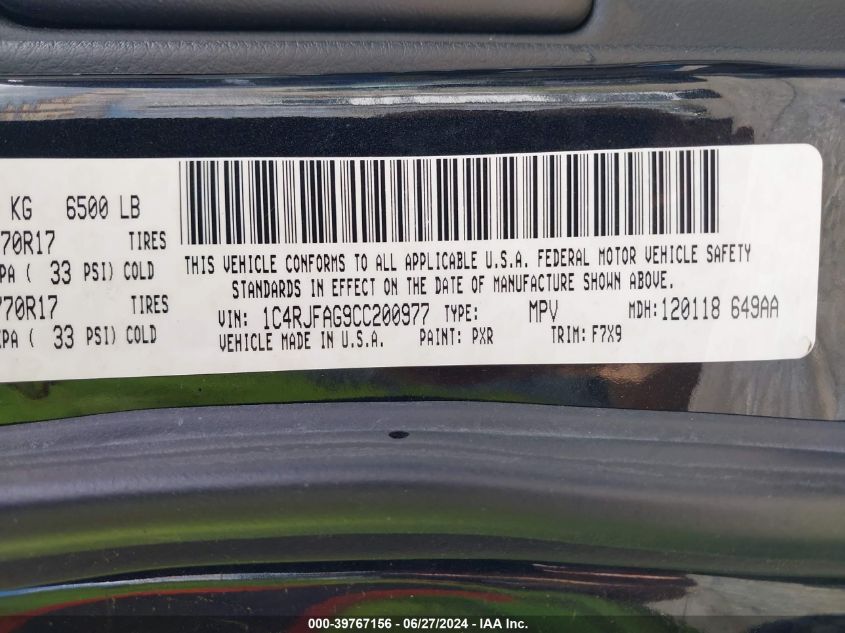 KG 6500 LB
70R17 TIRES
PA ( 33 PSI) COLD
70R17 TIRES
PA ( 33 PSI) COLD
THIS VEHICLE CONFORMS TO ALL APPLICABLE U.S.A. FEDERAL MOTOR VEHICLE SAFETY
STANDARDS IN EFFECT ON THE DATE OF MANUFACTURE SHOWN ABOVE.
VIN: 1C4RJFAG9CC200977 TYPE: MPV MDH: 120118 649AA
VEHICLE MADE IN U.S.A. PAINT: PXR TRIM: F7X9
000-39767156 - 06/27/2024 - © IAA Inc.